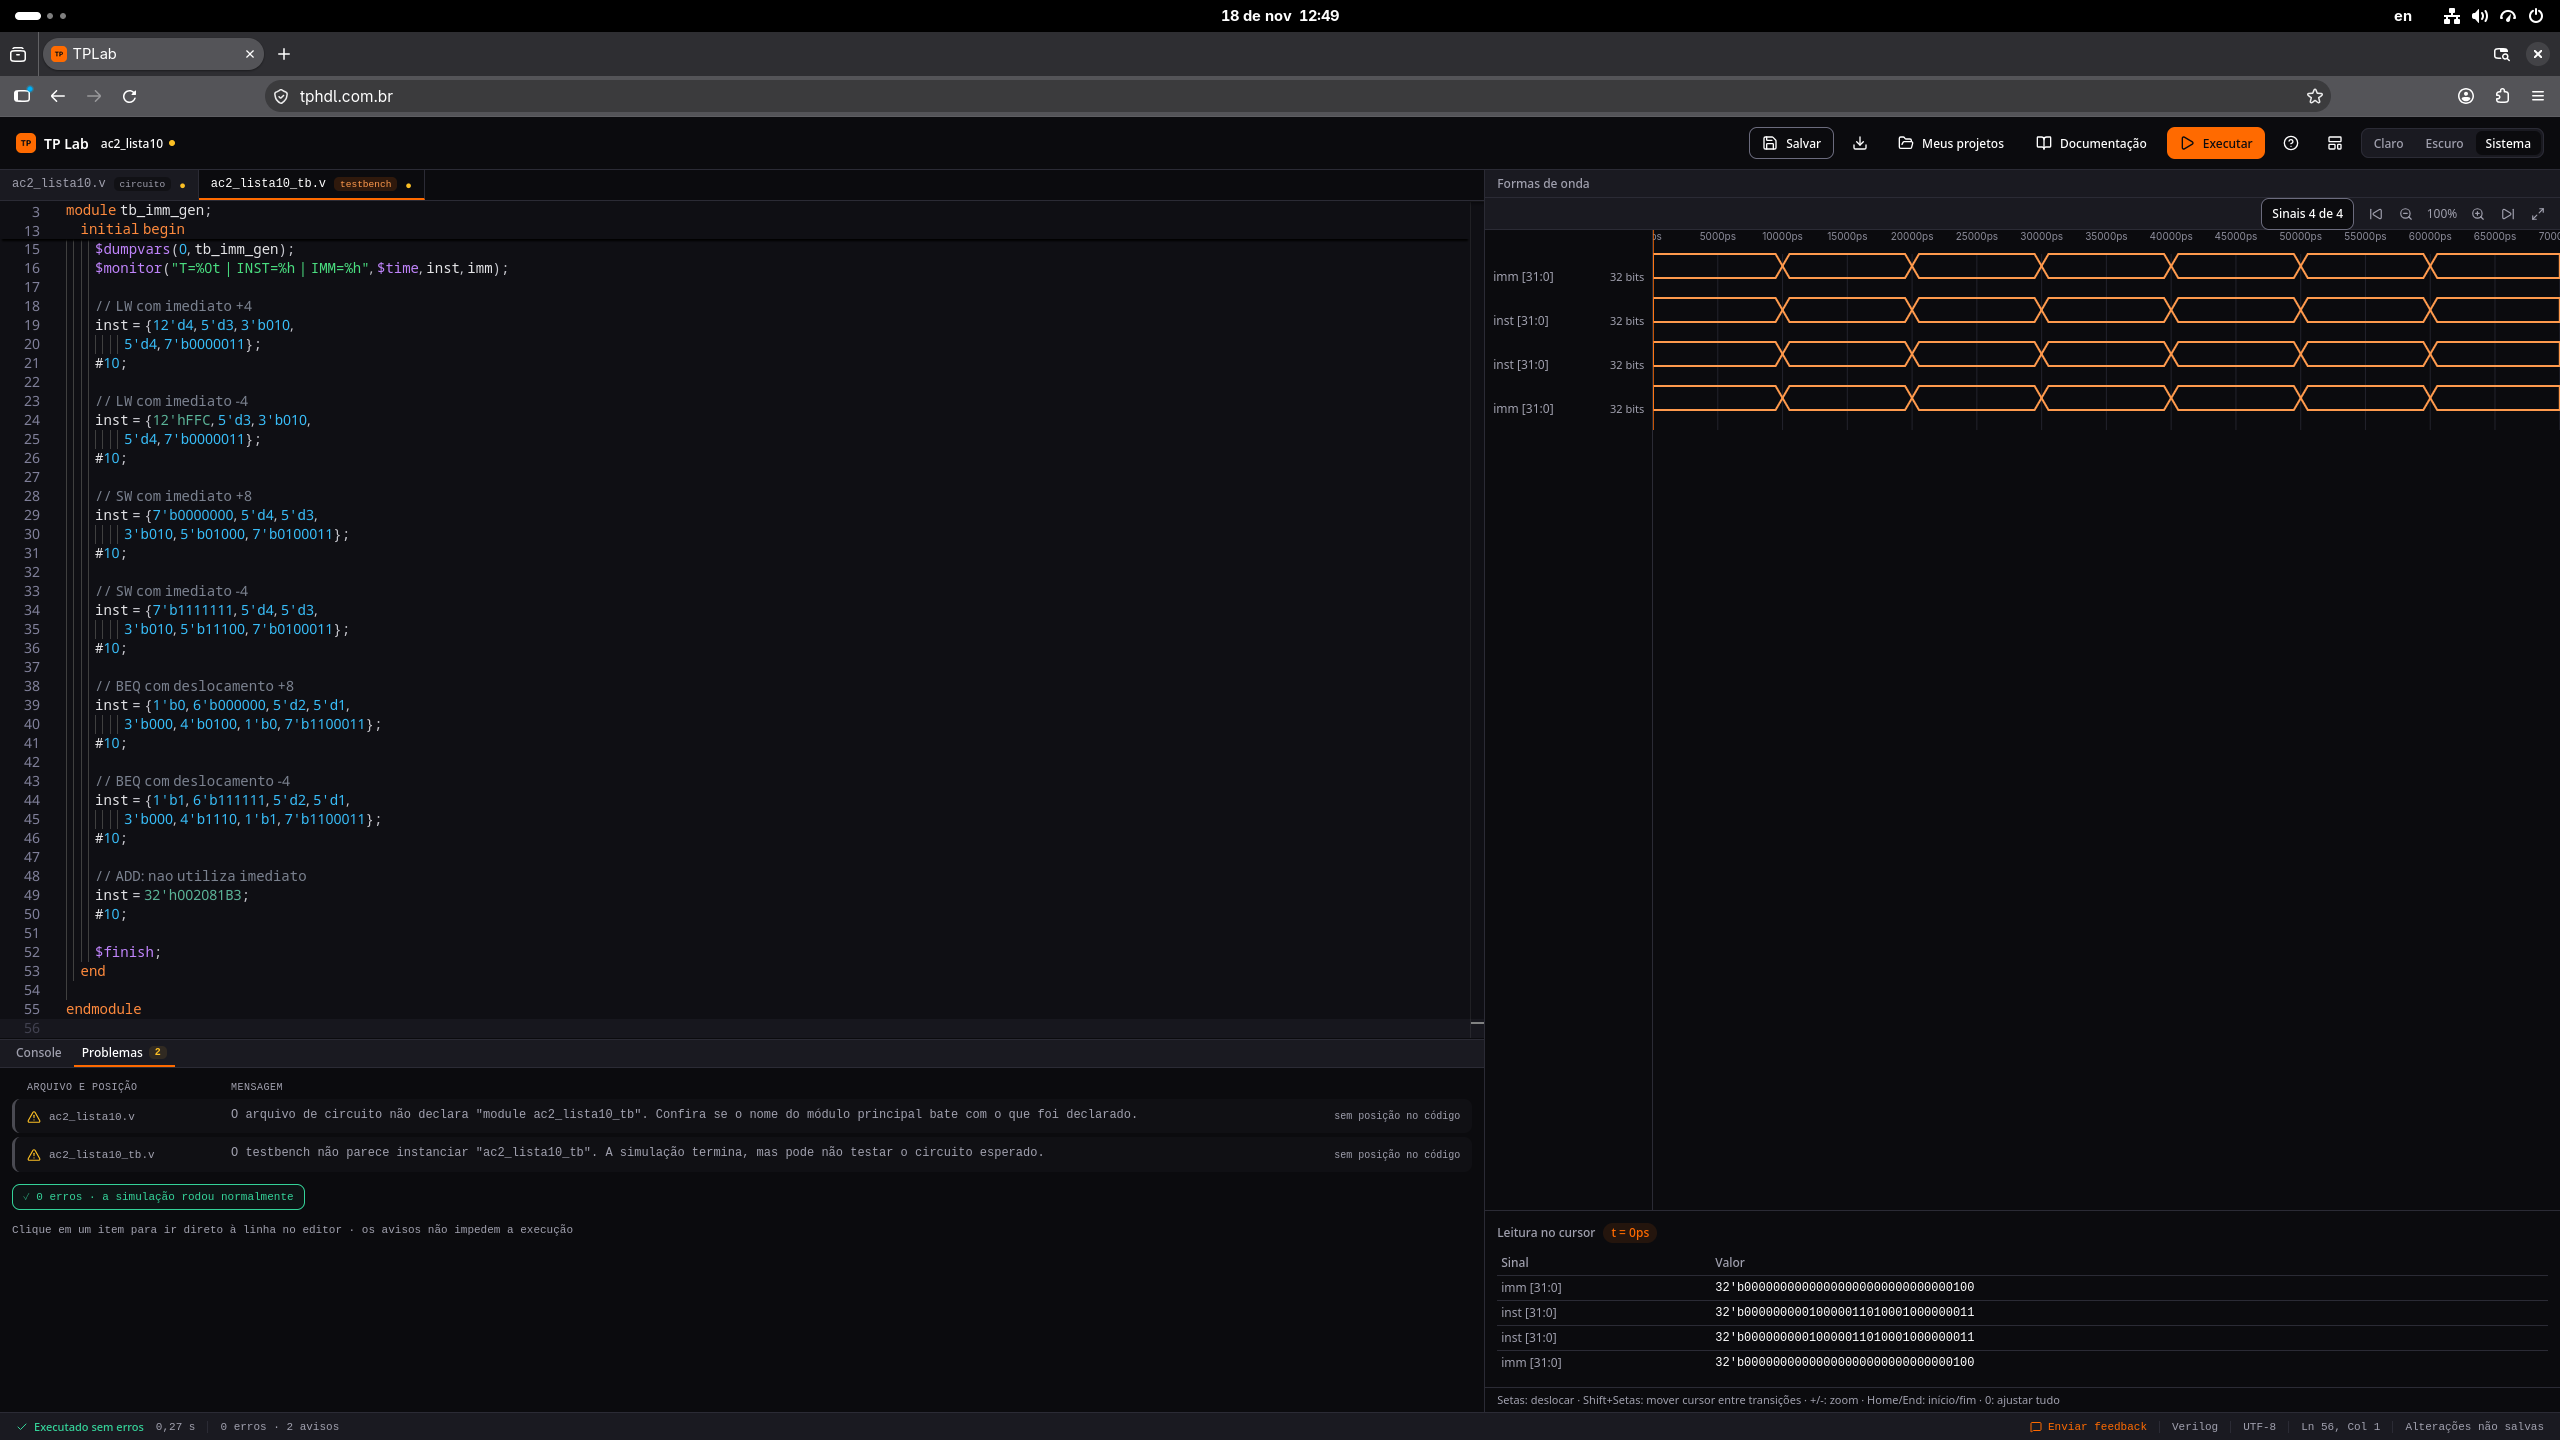 18 de nov  12:49
en
TPLab
tphdl.com.br
TP Lab ac2_lista10
Salvar
Meus projetos
Documentação
Executar
Claro
Escuro
Sistema
ac2_lista10.v circuito
ac2_lista10_tb.v testbench
3 module tb_imm_gen;
13 initial begin
15 $dumpvars(0, tb_imm_gen);
16 $monitor("T=%0t | INST=%h | IMM=%h", $time, inst, imm);
17
18 // LW com imediato +4
19 inst = {12'd4, 5'd3, 3'b010,
20 5'd4, 7'b0000011};
21 #10;
22
23 // LW com imediato -4
24 inst = {12'hFFC, 5'd3, 3'b010,
25 5'd4, 7'b0000011};
26 #10;
27
28 // SW com imediato +8
29 inst = {7'b0000000, 5'd4, 5'd3,
30 3'b010, 5'b01000, 7'b0100011};
31 #10;
32
33 // SW com imediato -4
34 inst = {7'b1111111, 5'd4, 5'd3,
35 3'b010, 5'b11100, 7'b0100011};
36 #10;
37
38 // BEQ com deslocamento +8
39 inst = {1'b0, 6'b000000, 5'd2, 5'd1,
40 3'b000, 4'b0100, 1'b0, 7'b1100011};
41 #10;
42
43 // BEQ com deslocamento -4
44 inst = {1'b1, 6'b111111, 5'd2, 5'd1,
45 3'b000, 4'b1110, 1'b1, 7'b1100011};
46 #10;
47
48 // ADD: nao utiliza imediato
49 inst = 32'h002081B3;
50 #10;
51
52 $finish;
53 end
54
55 endmodule
56
Console
Problemas 2
ARQUIVO E POSIÇÃO MENSAGEM
ac2_lista10.v O arquivo de circuito não declara "module ac2_lista10_tb". Confira se o nome do módulo principal bate com o que foi declarado. sem posição no código
ac2_lista10_tb.v O testbench não parece instanciar "ac2_lista10_tb". A simulação termina, mas pode não testar o circuito esperado. sem posição no código
✓ 0 erros · a simulação rodou normalmente
Clique em um item para ir direto à linha no editor · os avisos não impedem a execução
Formas de onda
Sinais 4 de 4
100%
5000ps 10000ps 15000ps 20000ps 25000ps 30000ps 35000ps 40000ps 45000ps 50000ps 55000ps 60000ps 65000ps
imm [31:0] 32 bits
inst [31:0] 32 bits
inst [31:0] 32 bits
imm [31:0] 32 bits
Leitura no cursor t = 0ps
Sinal Valor
imm [31:0] 32'b00000000000000000000000000000100
inst [31:0] 32'b00000000010000011010001000000011
inst [31:0] 32'b00000000010000011010001000000011
imm [31:0] 32'b00000000000000000000000000000100
Setas: deslocar · Shift+Setas: mover cursor entre transições · +/-: zoom · Home/End: início/fim · 0: ajustar tudo
Executado sem erros 0,27 s 0 erros · 2 avisos
Enviar feedback Verilog UTF-8 Ln 56, Col 1 Alterações não salvas